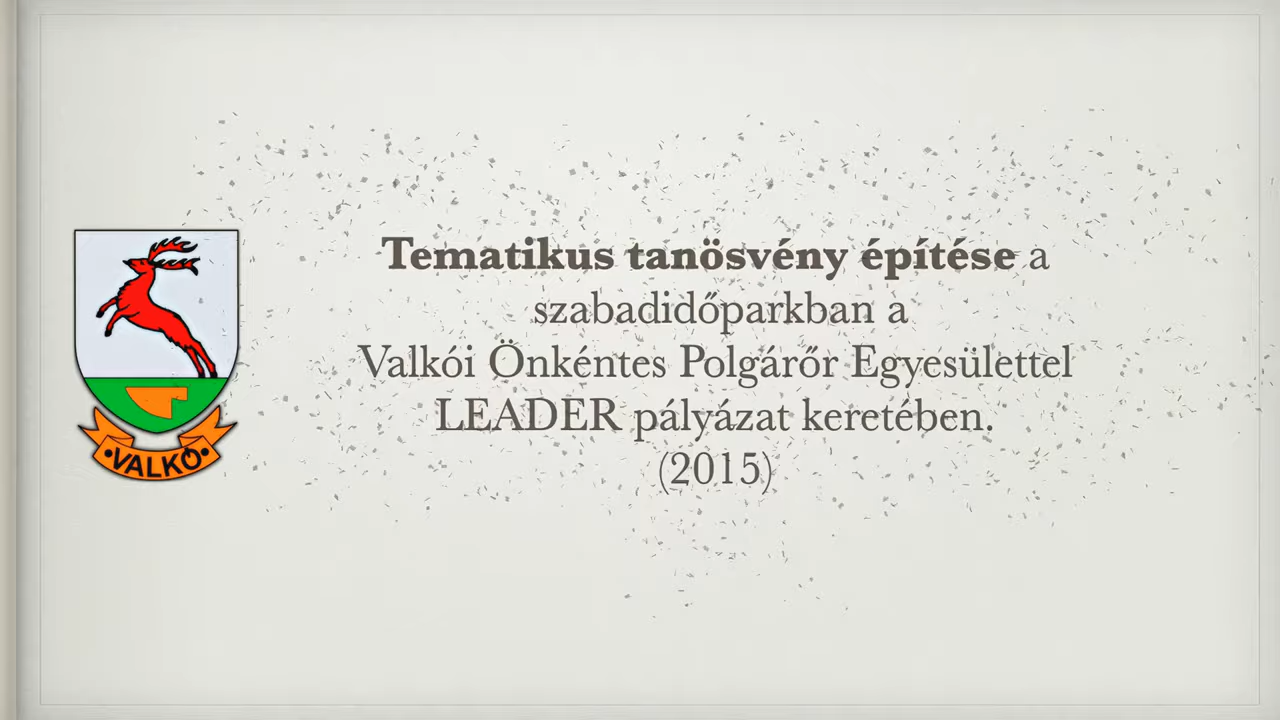 Tematikus tanösvény építése a
szabadidőparkban a
Valkói Önkéntes Polgárőr Egyesülettel
LEADER pályázat keretében.
(2015)
•VALKÓ•